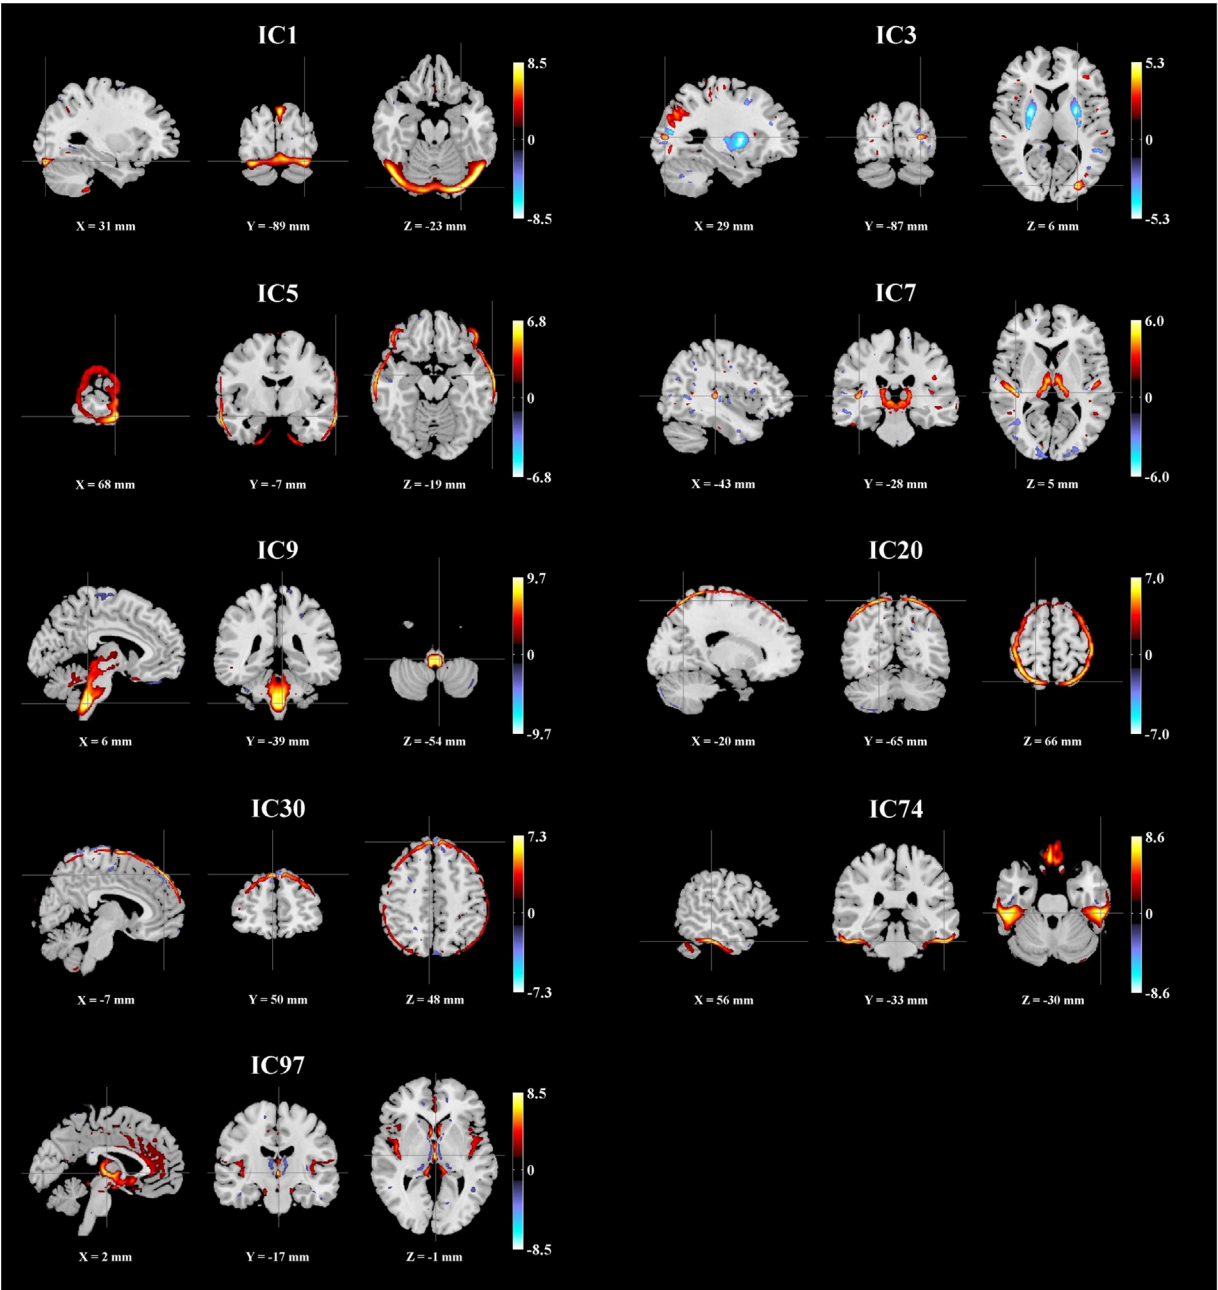 IC1
8.5
0
-8.5
X = 31 mm
Y = -89 mm
Z = -23 mm
IC3
5.3
0
-5.3
X = 29 mm
Y = -87 mm
Z = 6 mm
IC5
6.8
0
-6.8
X = 68 mm
Y = -7 mm
Z = -19 mm
IC7
6.0
0
-6.0
X = -43 mm
Y = -28 mm
Z = 5 mm
IC9
9.7
0
-9.7
X = 6 mm
Y = -39 mm
Z = -54 mm
IC20
7.0
0
-7.0
X = -20 mm
Y = -65 mm
Z = 66 mm
IC30
7.3
0
-7.3
X = -7 mm
Y = 50 mm
Z = 48 mm
IC74
8.6
0
-8.6
X = 56 mm
Y = -33 mm
Z = -30 mm
IC97
8.5
0
-8.5
X = 2 mm
Y = -17 mm
Z = -1 mm